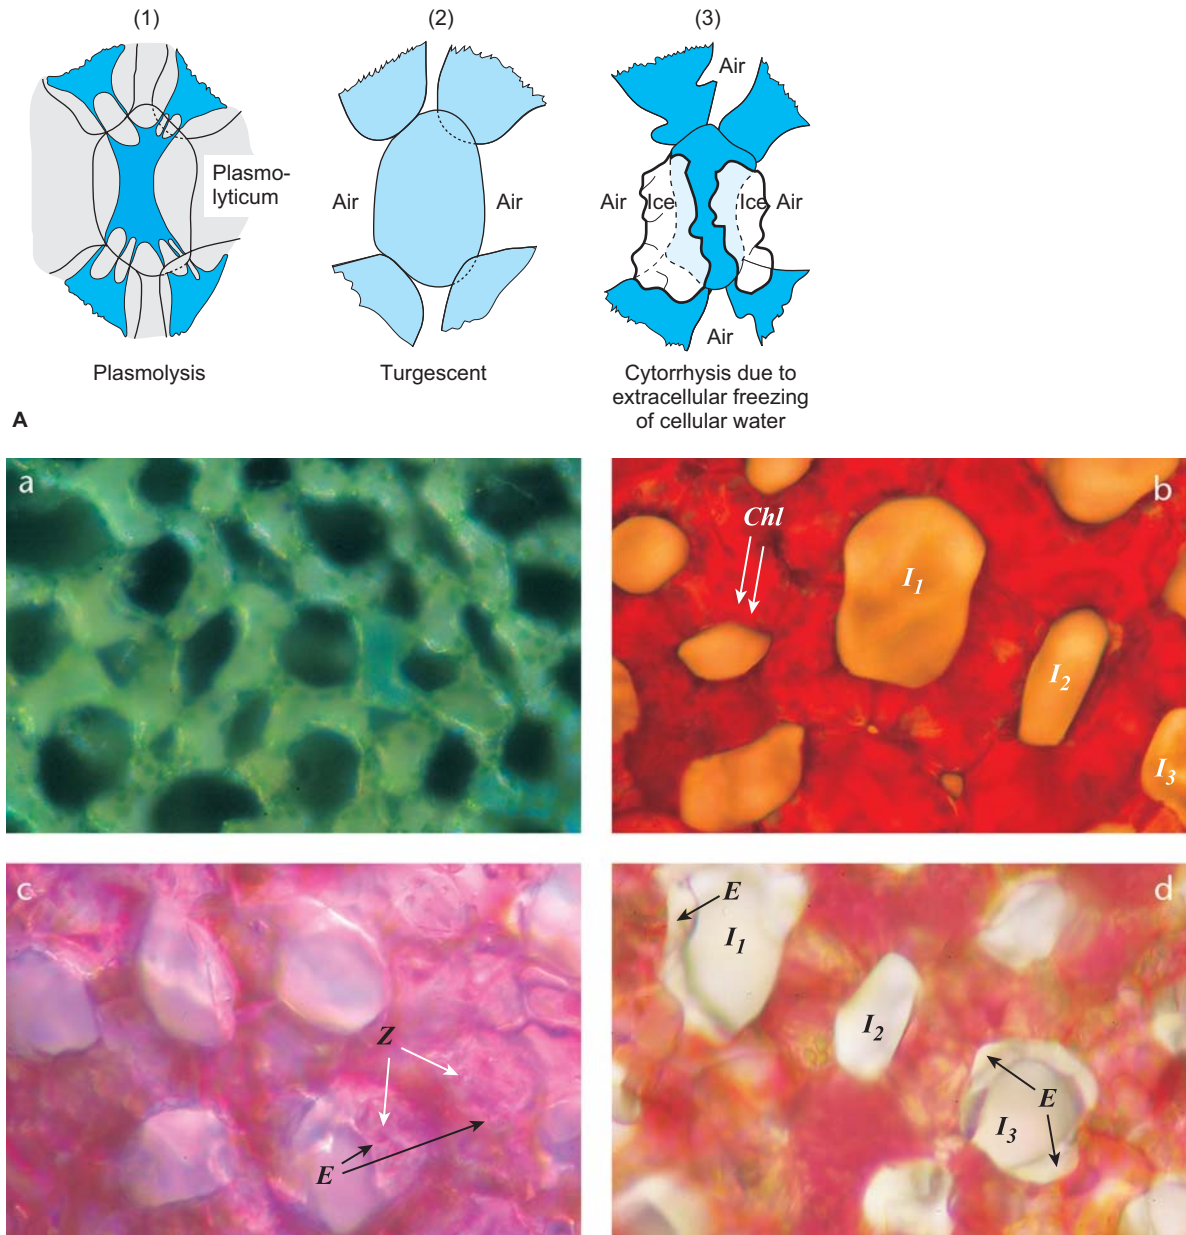 (1)
(2)
(3)
Plasmo-
lyticum
Air
Air
Air
Air
Ice
Ice
Air
Air
Plasmolysis
Turgescent
Cytorrhysis due to
extracellular freezing
of cellular water
A
a
b
Chl
I1
I2
I3
c
Z
E
d
E
I1
I2
E
I3